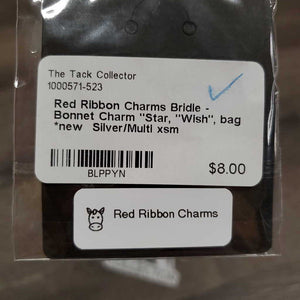 The Tack Collector
1000571-523
Red Ribbon Charms Bridle -
Bonnet Charm "Star, "Wish", bag
*new Silver/Multi xsm
BLPPYN
$8.00
Red Ribbon Charms